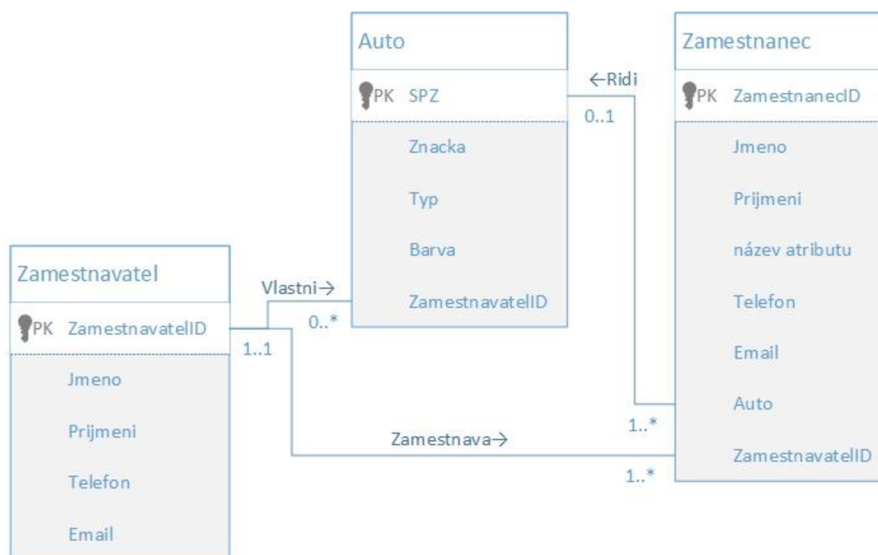 Auto
PK SPZ
Znacka
Typ
Barva
ZamestnavatelID
Zamestnanec
PK ZamestnanecID
Jmeno
Prijmeni
název atributu
Telefon
Email
Auto
ZamestnavatelID
Zamestnavatel
PK ZamestnavatelID
Jmeno
Prijmeni
Telefon
Email
←Ridi
0..1
1..*
Vlastni→
0..*
1..1
Zamestnava→
1..*